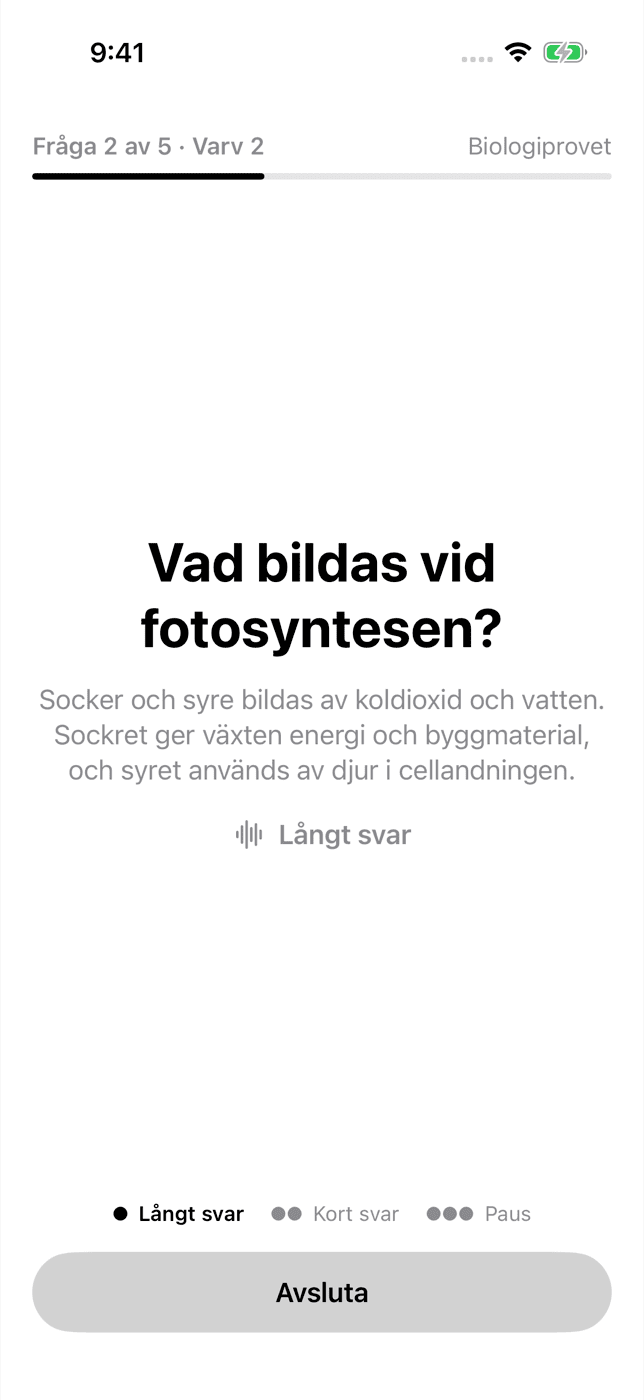 9:41
Fråga 2 av 5 · Varv 2
Biologiprovet
Vad bildas vid
fotosyntesen?
Socker och syre bildas av koldioxid och vatten.
Sockret ger växten energi och byggmaterial,
och syret används av djur i cellandningen.
Långt svar
Långt svar
Kort svar
Paus
Avsluta